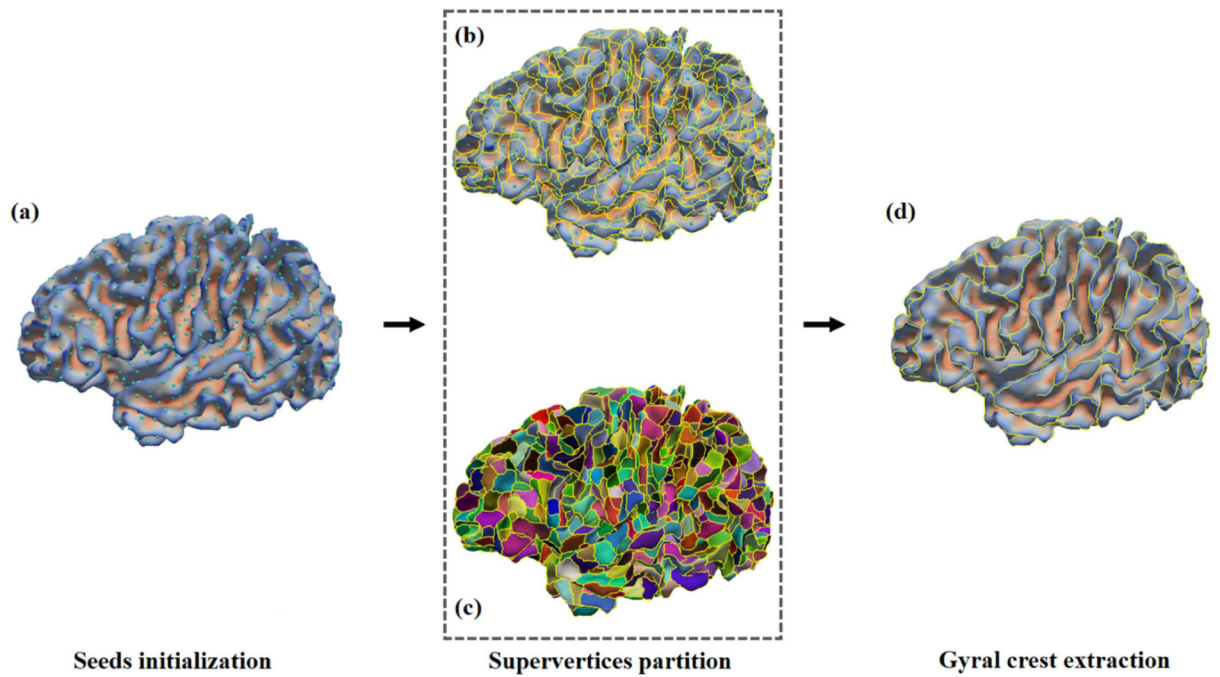 (a)
(b)
(c)
(d)
Seeds initialization
Supervertices partition
Gyral crest extraction